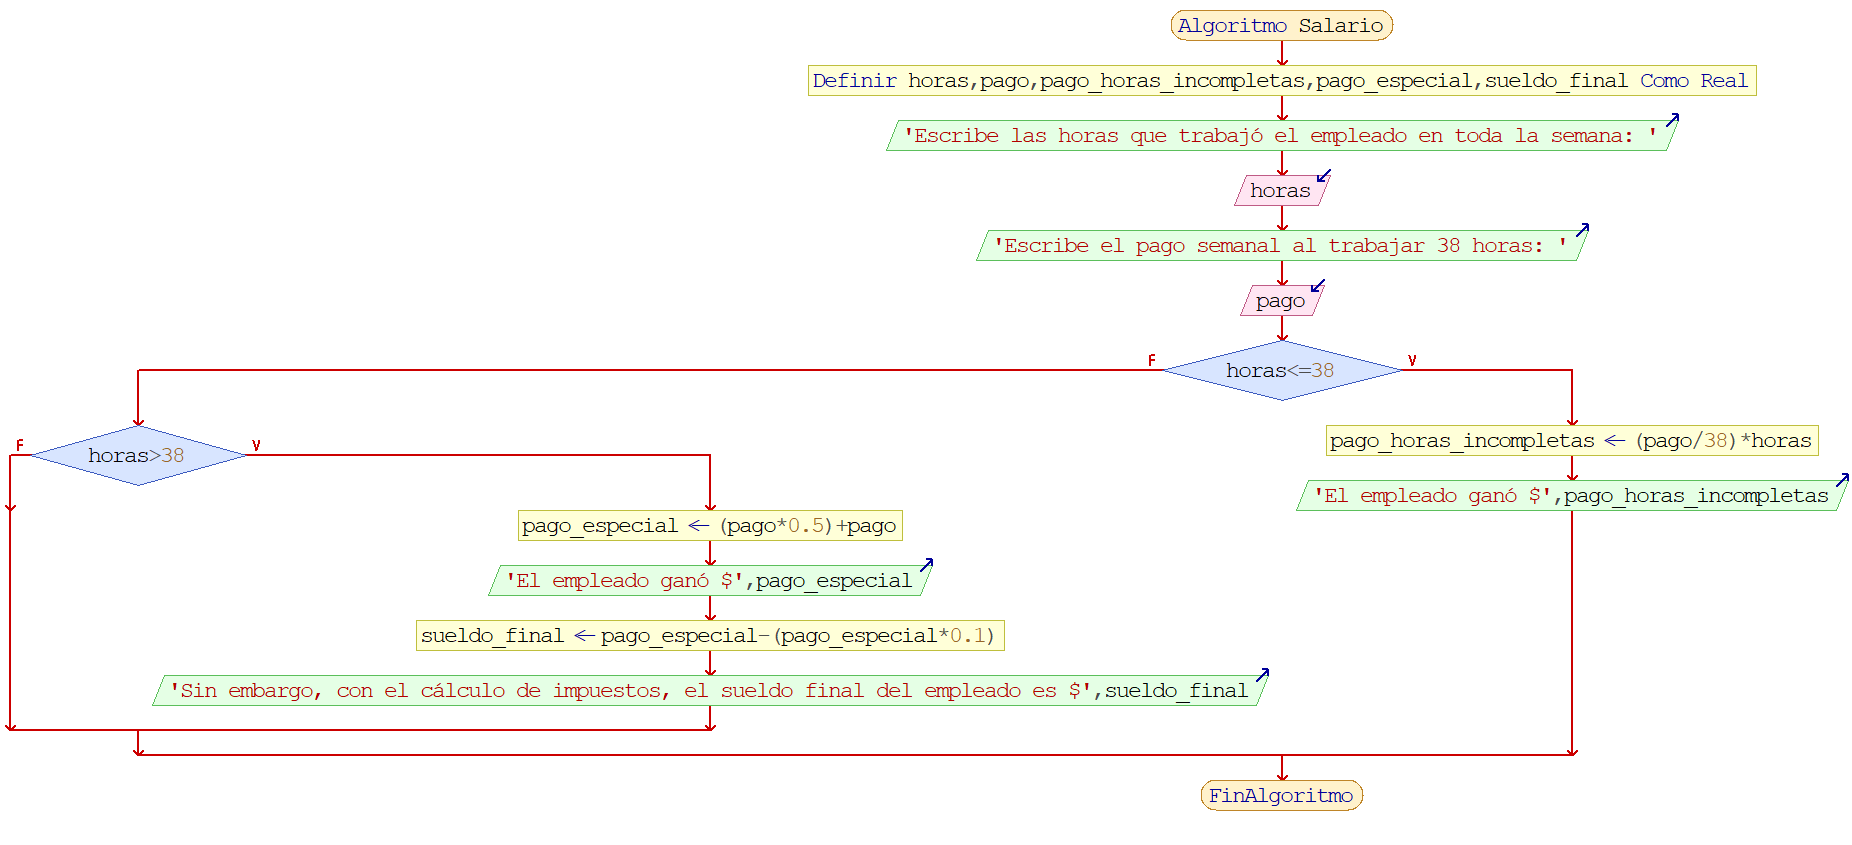 Algoritmo Salario
Definir horas,pago,pago_horas_incompletas,pago_especial,sueldo_final Como Real
'Escribe las horas que trabajó el empleado en toda la semana: '
horas
'Escribe el pago semanal al trabajar 38 horas: '
pago
F
horas<=38
V
F
horas>38
V
pago_horas_incompletas ← (pago/38)*horas
'El empleado ganó $',pago_horas_incompletas
pago_especial ← (pago*0.5)+pago
'El empleado ganó $',pago_especial
sueldo_final ← pago_especial-(pago_especial*0.1)
'Sin embargo, con el cálculo de impuestos, el sueldo final del empleado es $',sueldo_final
FinAlgoritmo